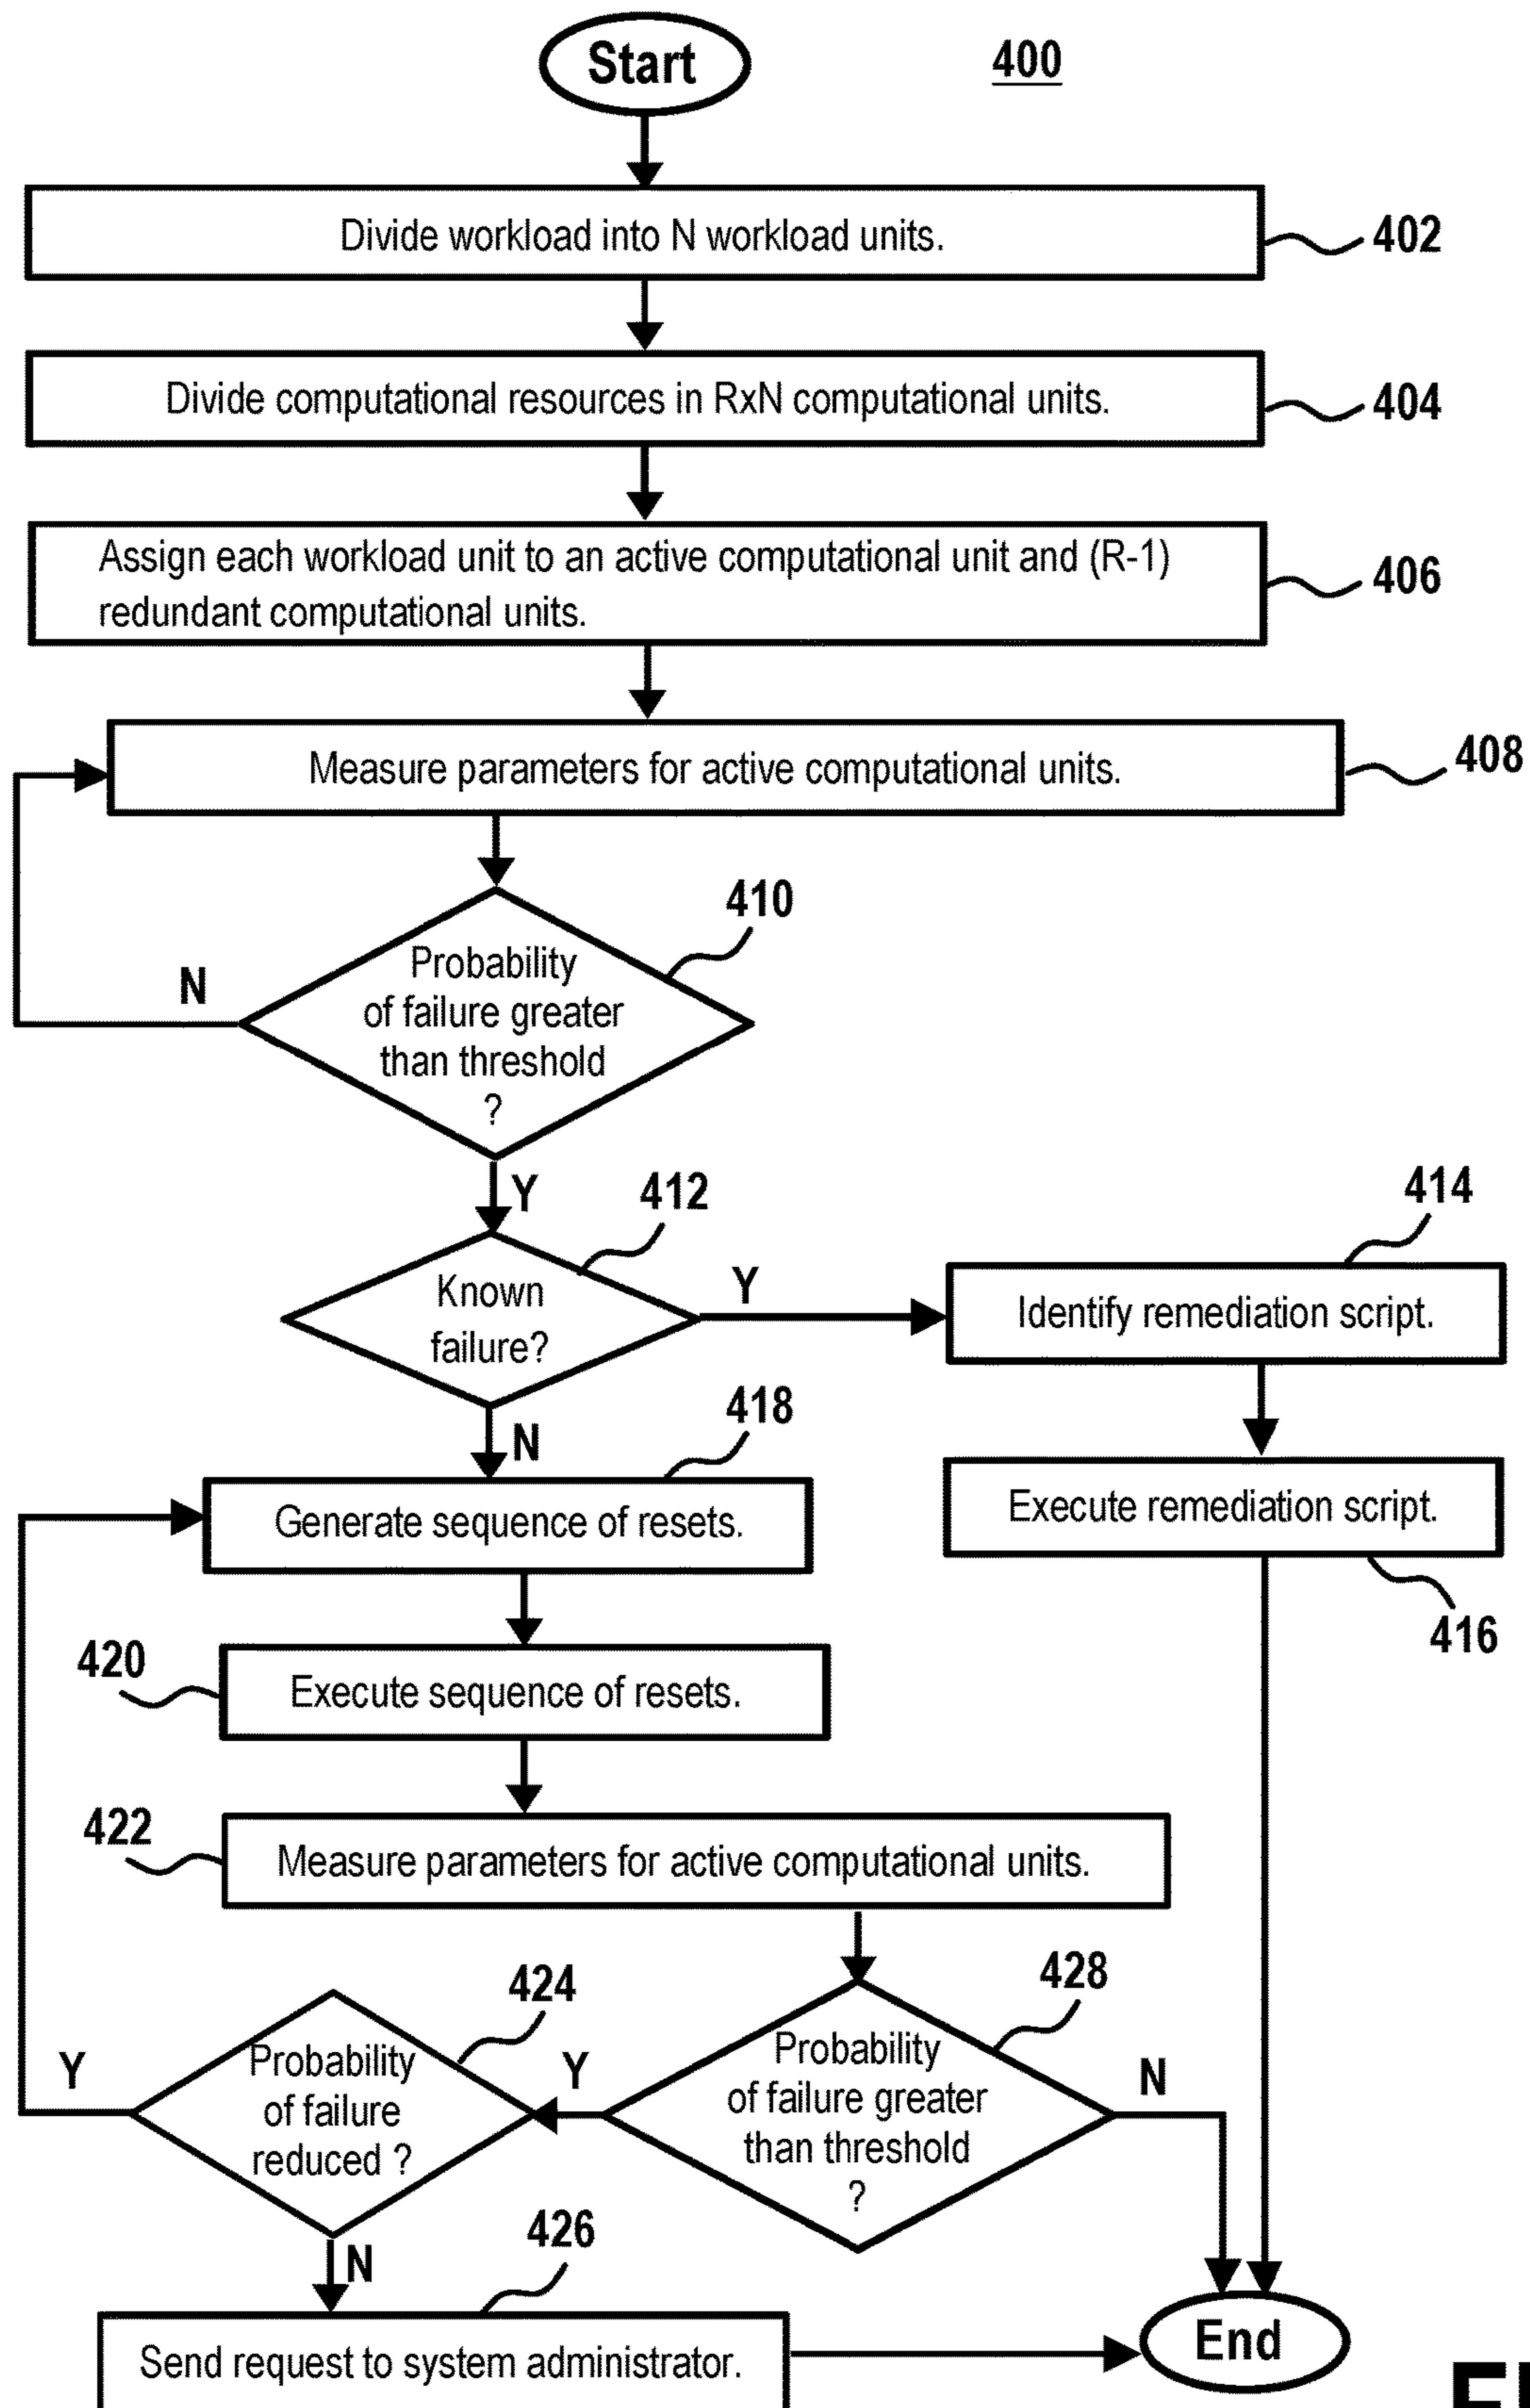 Start
400
Divide workload into N workload units.
402
Divide computational resources in RxN computational units.
404
Assign each workload unit to an active computational unit and (R-1)
redundant computational units.
406
Measure parameters for active computational units.
408
410
Probability
of failure greater
than threshold
?
N
Y
412
Known
failure?
Y
414
Identify remediation script.
N
418
Generate sequence of resets.
Execute remediation script.
416
420
Execute sequence of resets.
422
Measure parameters for active computational units.
424
428
Probability
of failure
reduced ?
Y
Y
Probability
of failure greater
than threshold
?
N
N
426
Send request to system administrator.
End